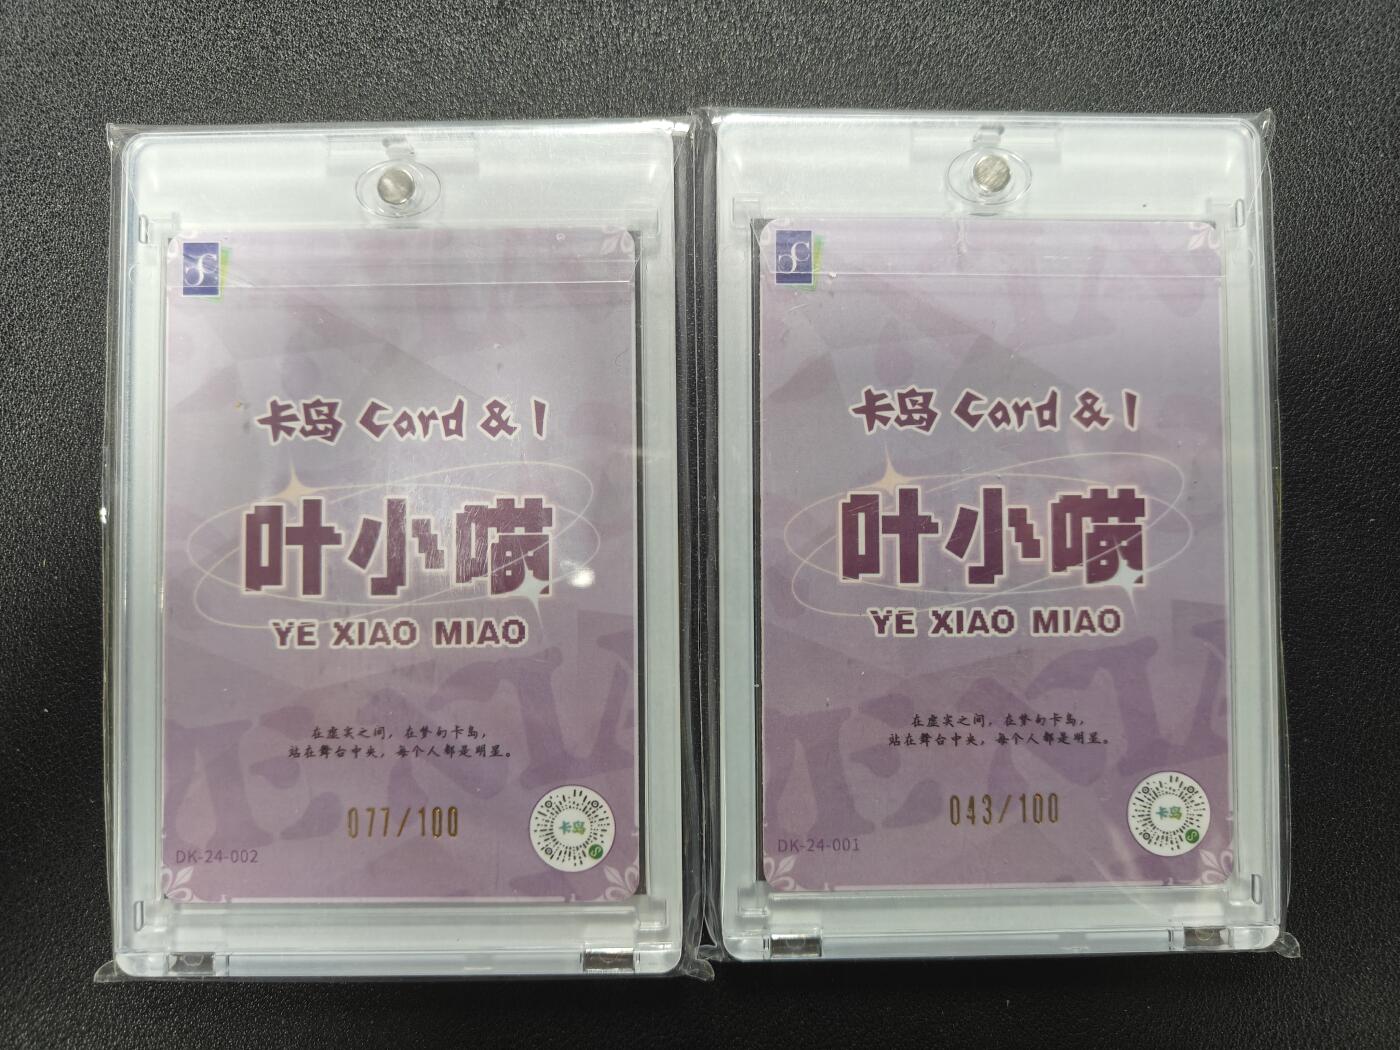 卡岛 Card & I
叶小喵
YE XIAO MIAO
在虚实之间，在梦幻卡岛，
站在舞台中央，每个人都是明星。
077/100
卡岛
DK-24-002
卡岛 Card & I
叶小喵
YE XIAO MIAO
在虚实之间，在梦幻卡岛，
站在舞台中央，每个人都是明星。
043/100
卡岛
DK-24-001